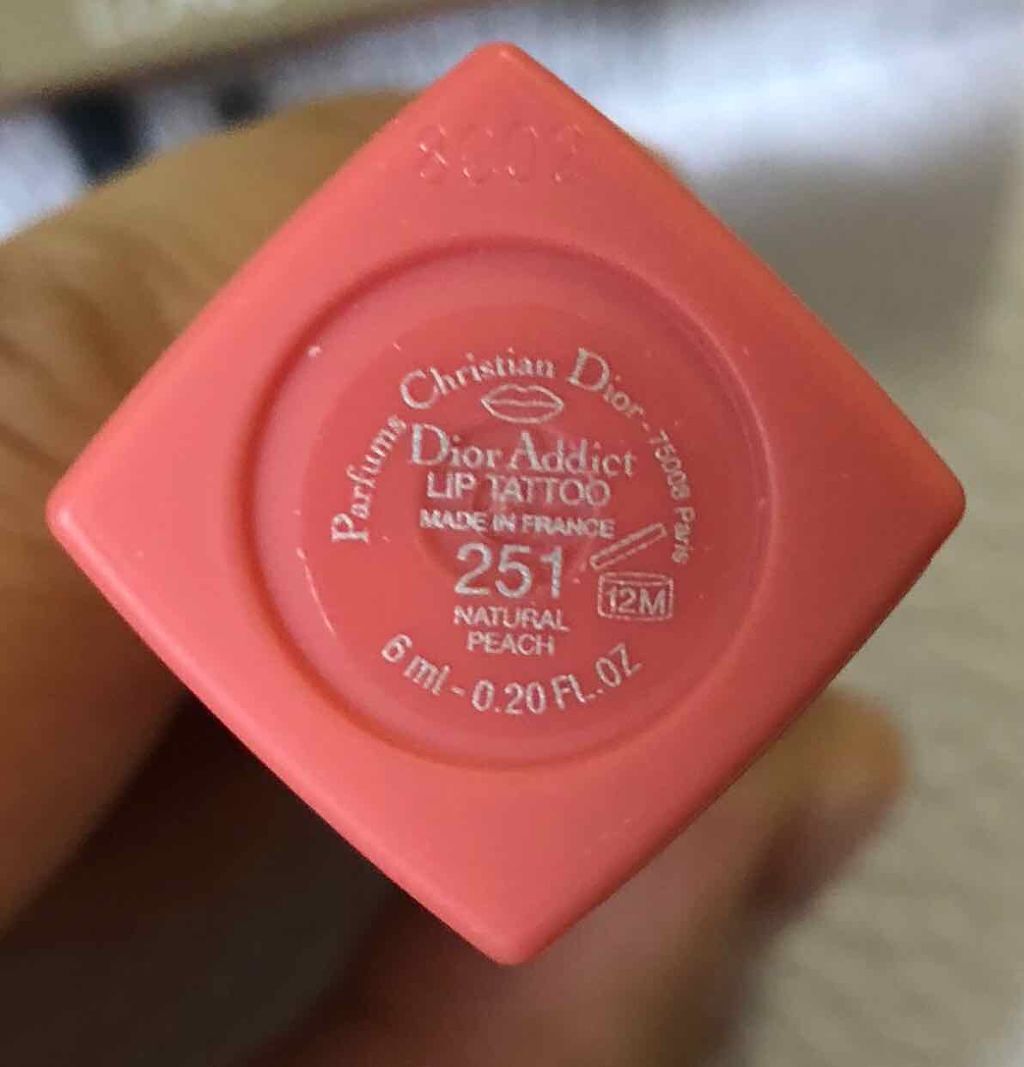 Parfums Christian Dior - 75008 Paris
Dior Addict
LIP TATTOO
MADE IN FRANCE
251
12M
NATURAL
PEACH
6 ml - 0.20 FL.OZ